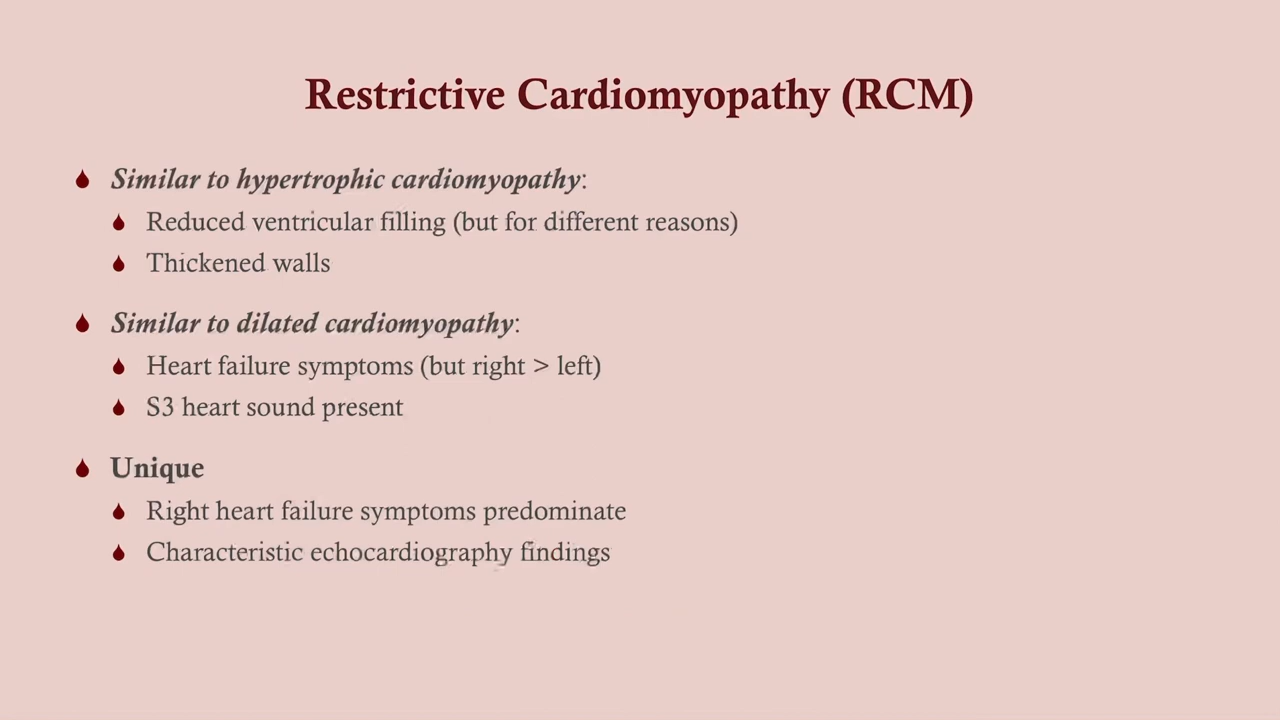 Restrictive Cardiomyopathy (RCM)
Similar to hypertrophic cardiomyopathy:
Reduced ventricular filling (but for different reasons)
Thickened walls
Similar to dilated cardiomyopathy:
Heart failure symptoms (but right > left)
S3 heart sound present
Unique
Right heart failure symptoms predominate
Characteristic echocardiography findings